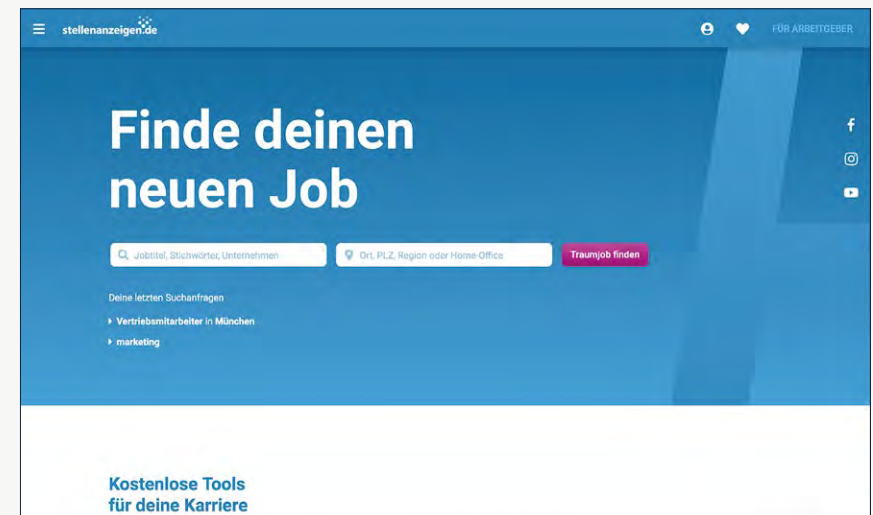 stellenanzeigen.de
FÜR ARBEITGEBER
Finde deinen
neuen Job
Jobtitel, Stichwörter, Unternehmen
Ort, PLZ, Region oder Home-Office
Traumjob finden
Deine letzten Suchanfragen
Vertriebsmitarbeiter in München
marketing
Kostenlose Tools
für deine Karriere